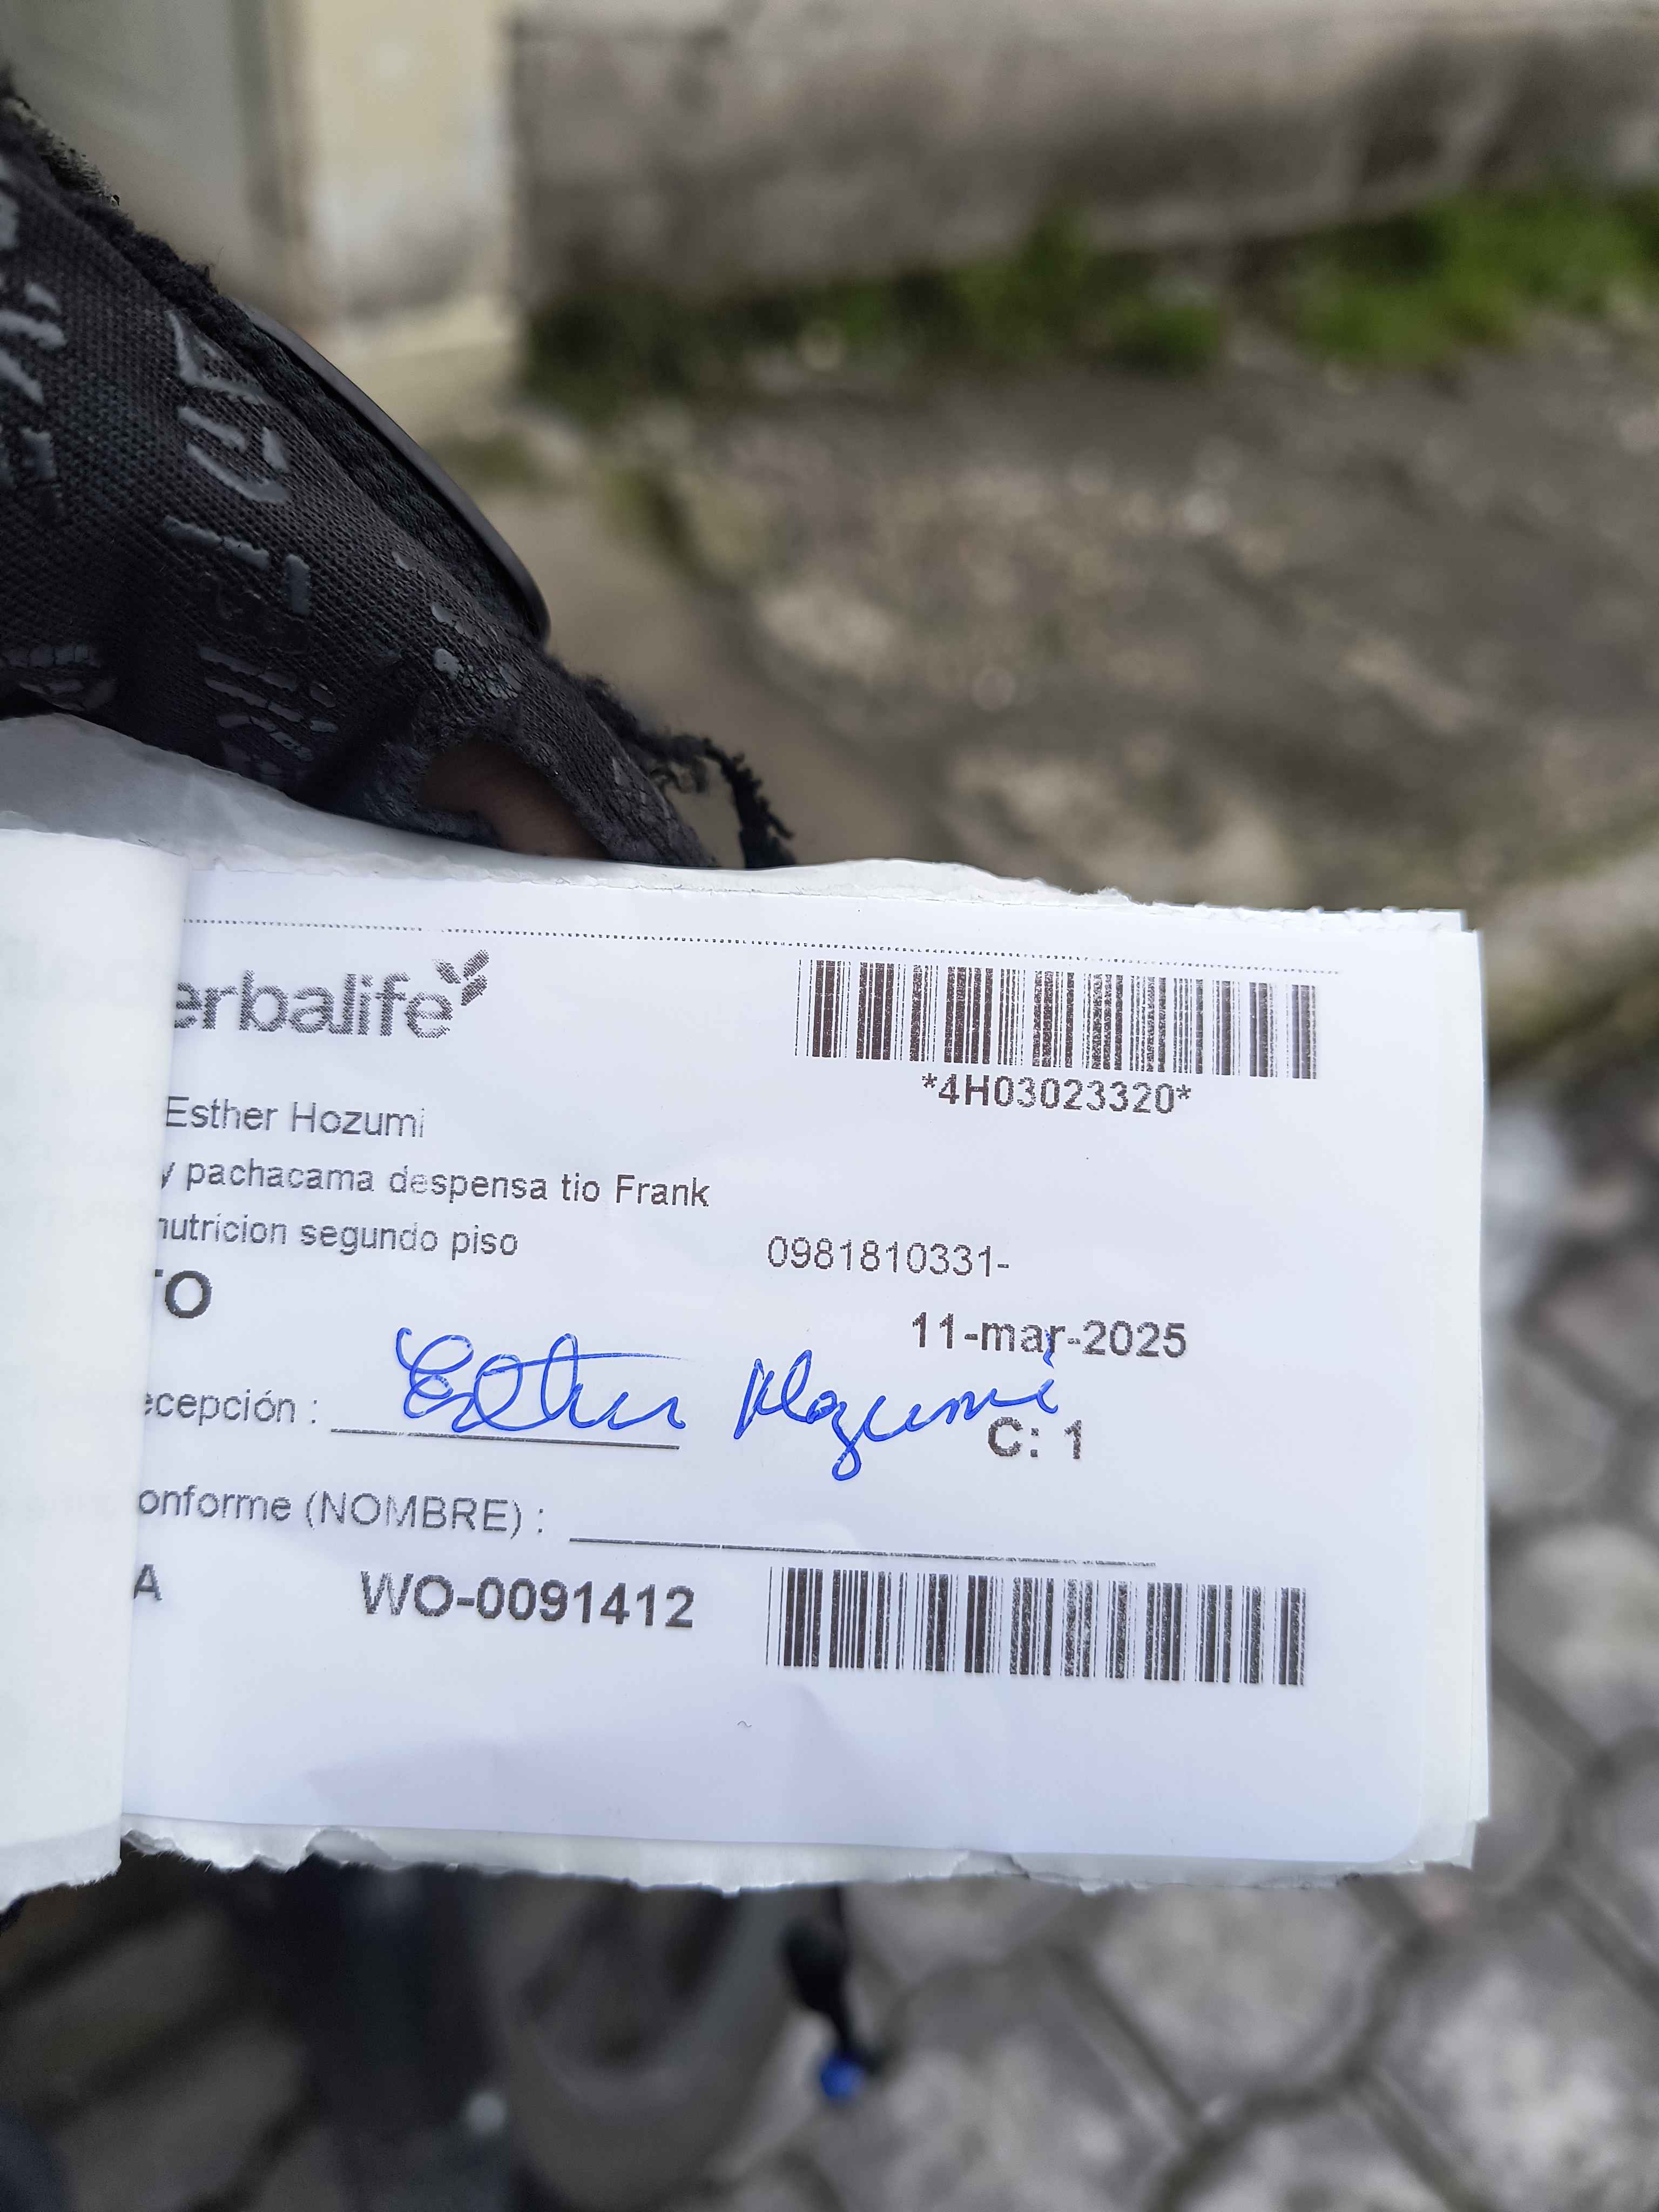 erbalife
*4H03023320*
Esther Hozumi
y pachacama despensa tio Frank
nutricion segundo piso
0981810331-
TO
11-mar-2025
ecepción : Esther Hozumi
C: 1
onforme (NOMBRE) :
A WO-0091412